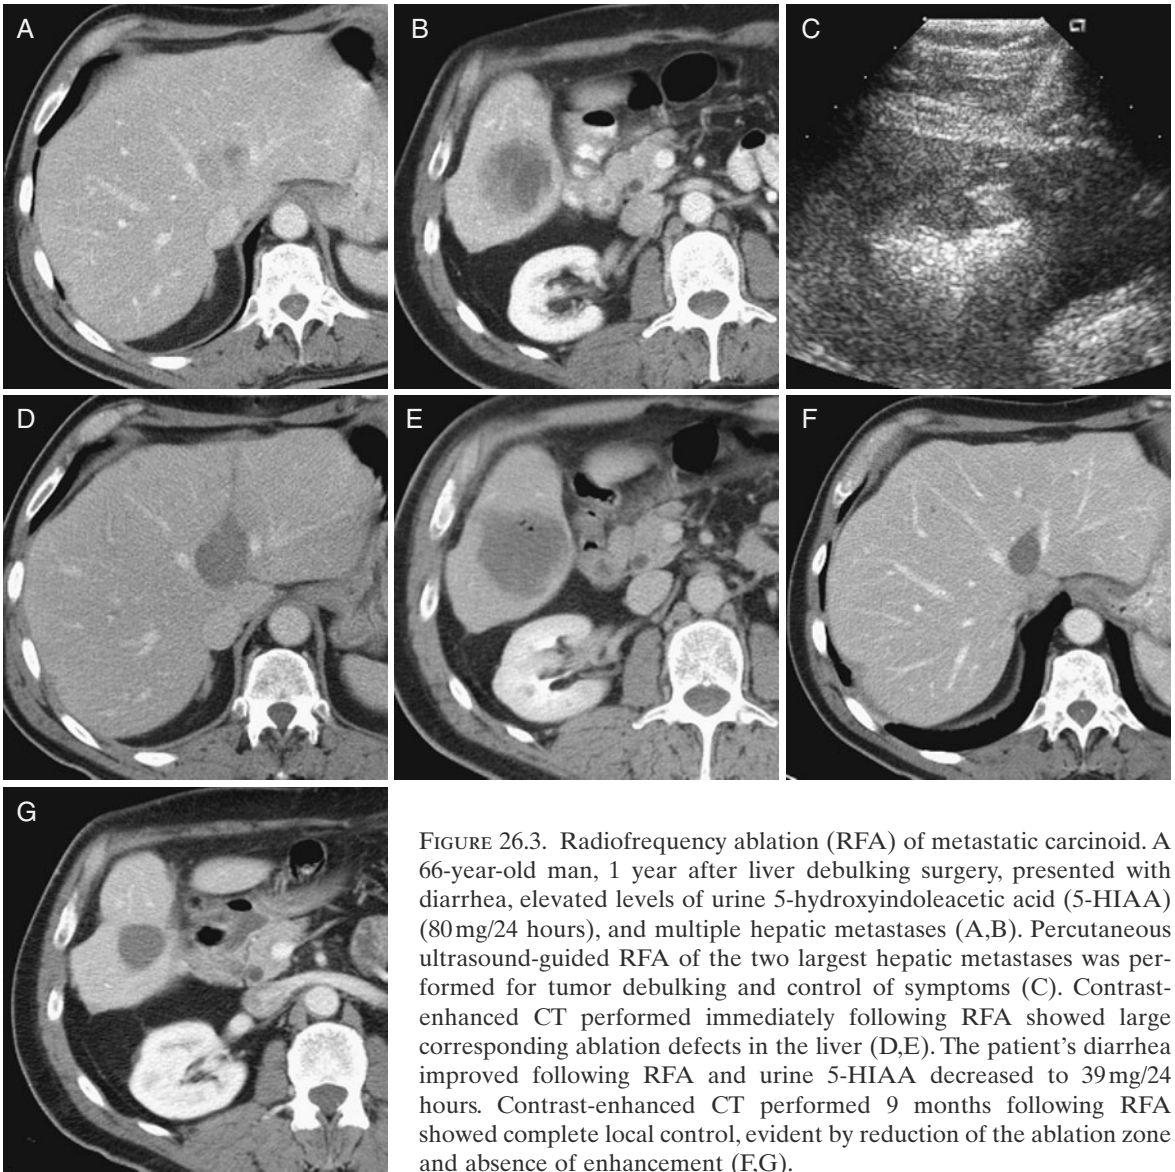 A
B
C
D
E
F
G
FIGURE 26.3. Radiofrequency ablation (RFA) of metastatic carcinoid. A
66-year-old man, 1 year after liver debulking surgery, presented with
diarrhea, elevated levels of urine 5-hydroxyindoleacetic acid (5-HIAA)
(80 mg/24 hours), and multiple hepatic metastases (A,B). Percutaneous
ultrasound-guided RFA of the two largest hepatic metastases was per-
formed for tumor debulking and control of symptoms (C). Contrast-
enhanced CT performed immediately following RFA showed large
corresponding ablation defects in the liver (D,E). The patient's diarrhea
improved following RFA and urine 5-HIAA decreased to 39 mg/24
hours. Contrast-enhanced CT performed 9 months following RFA
showed complete local control, evident by reduction of the ablation zone
and absence of enhancement (F,G).